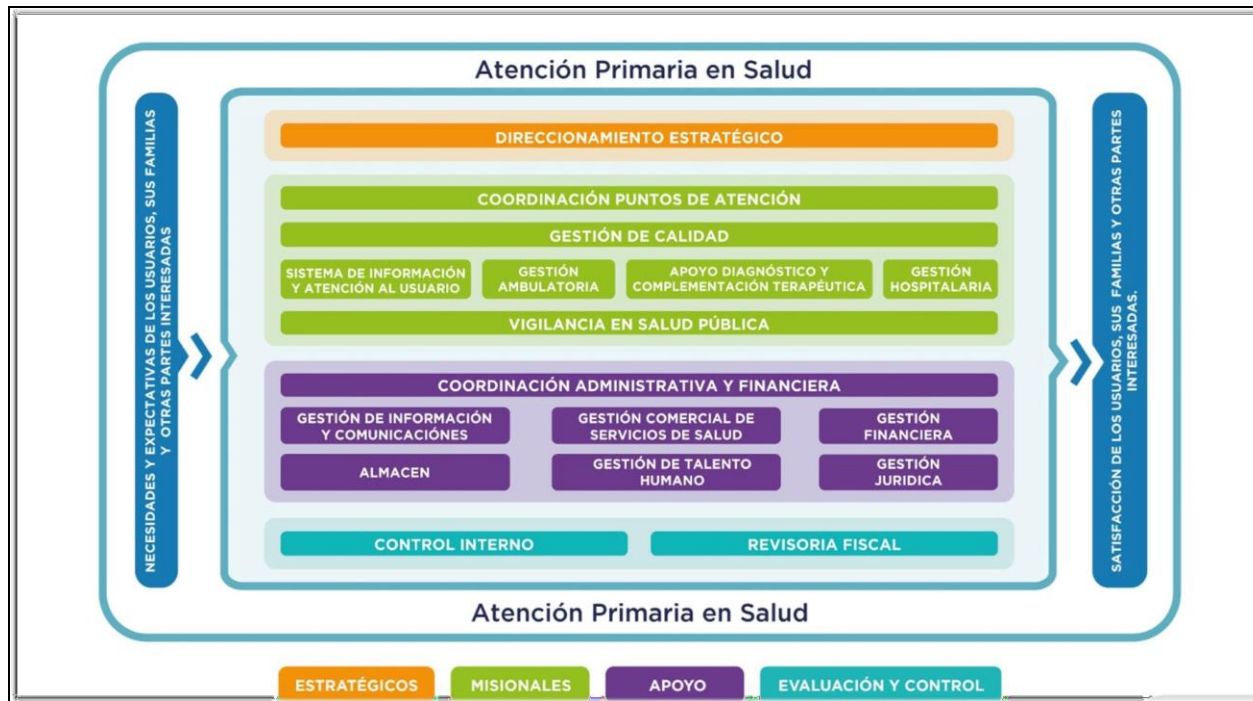 Atención Primaria en Salud
NECESIDADES Y EXPECTATIVAS DE LOS USUARIOS, SUS FAMILIAS
Y OTRAS PARTES INTERESADAS
DIRECCIONAMIENTO ESTRATÉGICO
COORDINACIÓN PUNTOS DE ATENCIÓN
GESTIÓN DE CALIDAD
SISTEMA DE INFORMACIÓN
Y ATENCIÓN AL USUARIO
GESTIÓN
AMBULATORIA
APOYO DIAGNÓSTICO Y
COMPLEMENTACIÓN TERAPÉUTICA
GESTIÓN
HOSPITALARIA
VIGILANCIA EN SALUD PÚBLICA
COORDINACIÓN ADMINISTRATIVA Y FINANCIERA
GESTIÓN DE INFORMACIÓN
Y COMUNICACIÓNES
GESTIÓN COMERCIAL DE
SERVICIOS DE SALUD
GESTIÓN
FINANCIERA
ALMACEN
GESTIÓN DE TALENTO
HUMANO
GESTIÓN
JURIDICA
CONTROL INTERNO
REVISORIA FISCAL
SATISFACCIÓN DE LOS USUARIOS, SUS FAMILIAS Y OTRAS PARTES
INTERESADAS.
Atención Primaria en Salud
ESTRATÉGICOS
MISIONALES
APOYO
EVALUACIÓN Y CONTROL